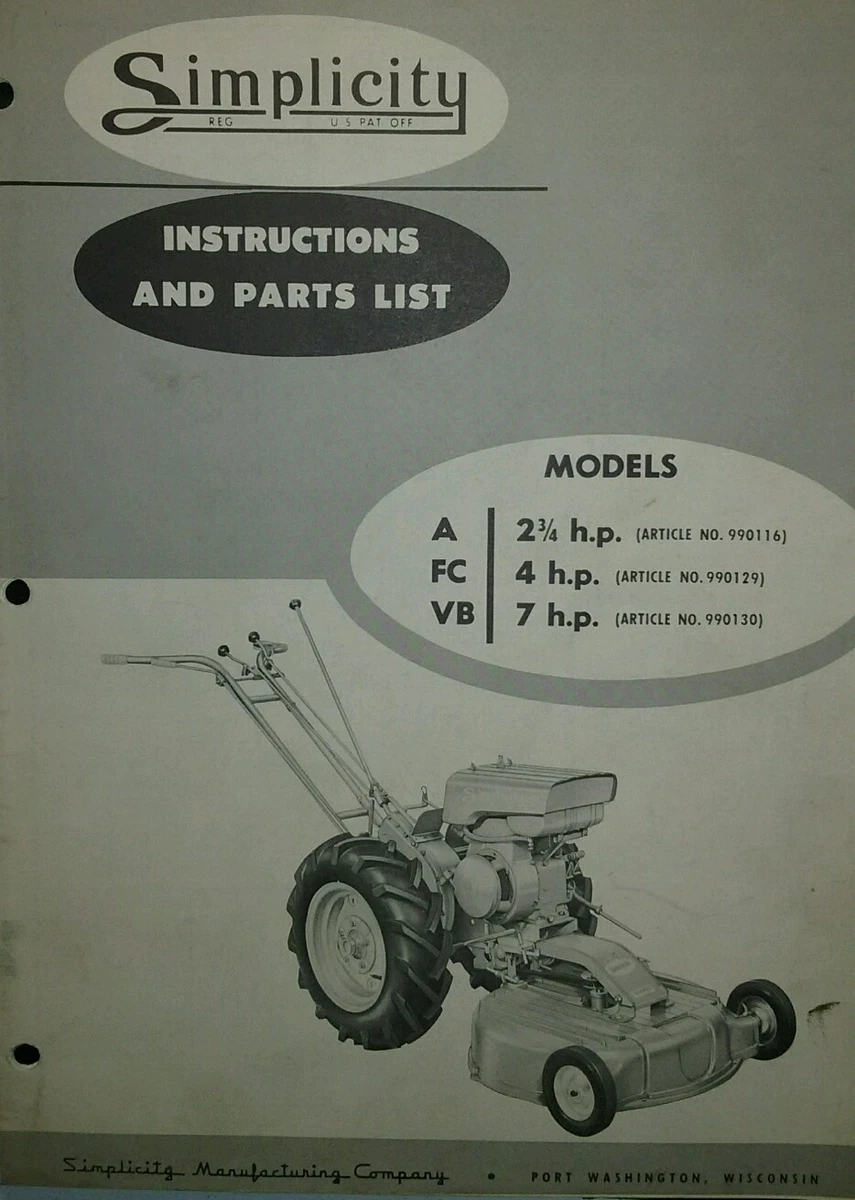 Simplicity
REG U S PAT OFF
INSTRUCTIONS
AND PARTS LIST
MODELS
A 2¾ h.p. (ARTICLE NO. 990116)
FC 4 h.p. (ARTICLE NO. 990129)
VB 7 h.p. (ARTICLE NO. 990130)
Simplicity Manufacturing Company • PORT WASHINGTON, WISCONSIN